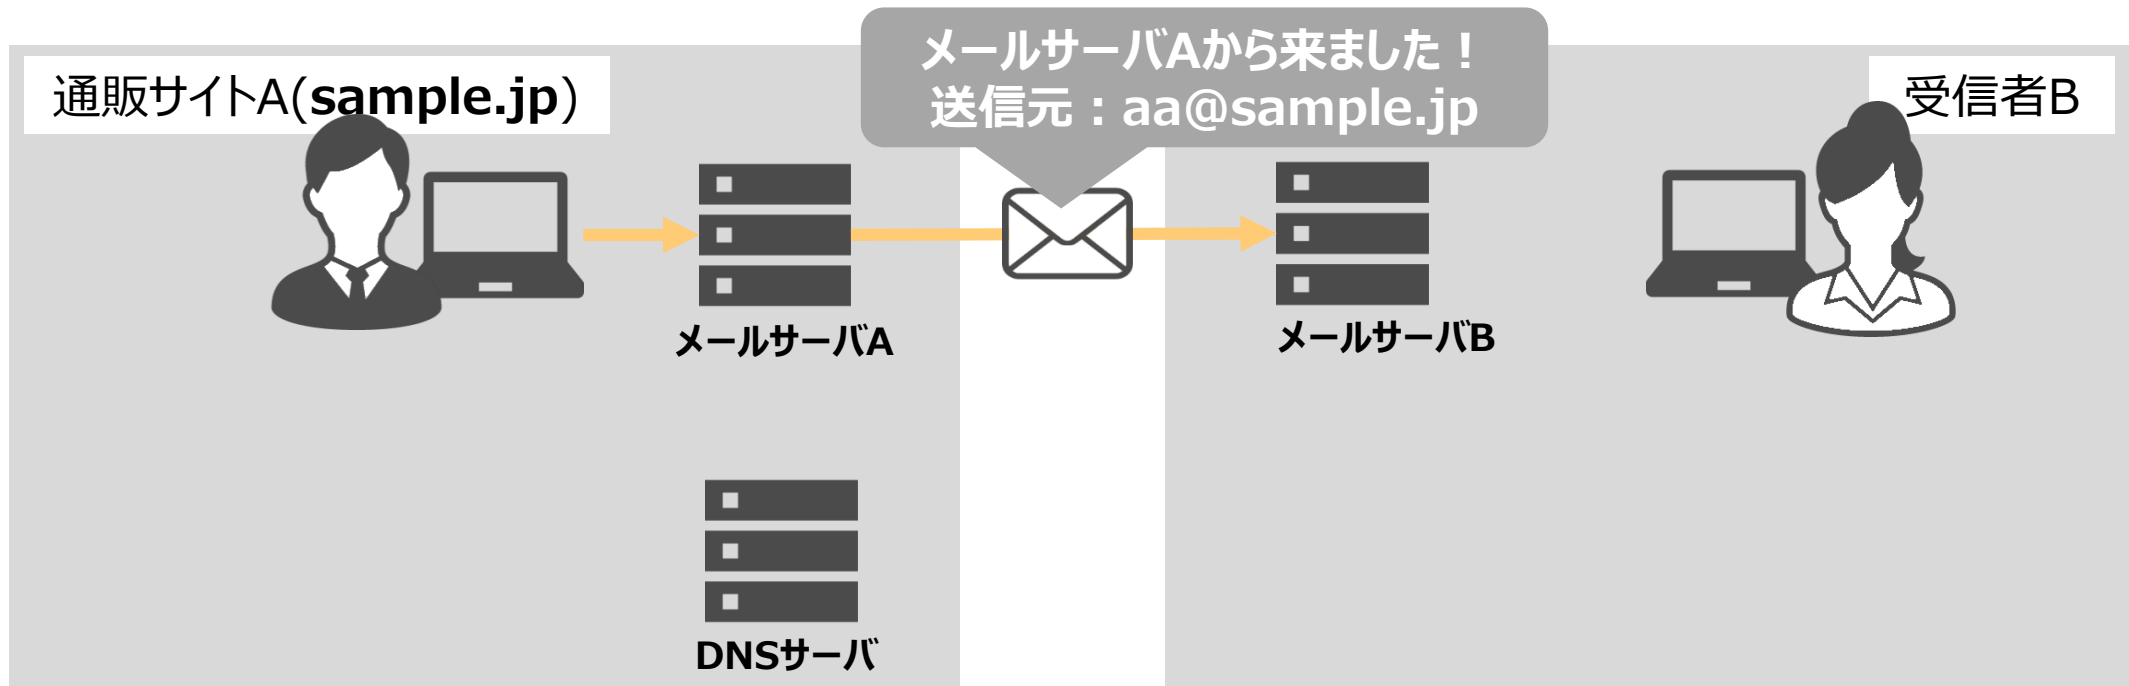 メールサーバAから来ました！
送信元：aa@sample.jp
通販サイトA(sample.jp)
受信者B
メールサーバA
メールサーバB
DNSサーバ